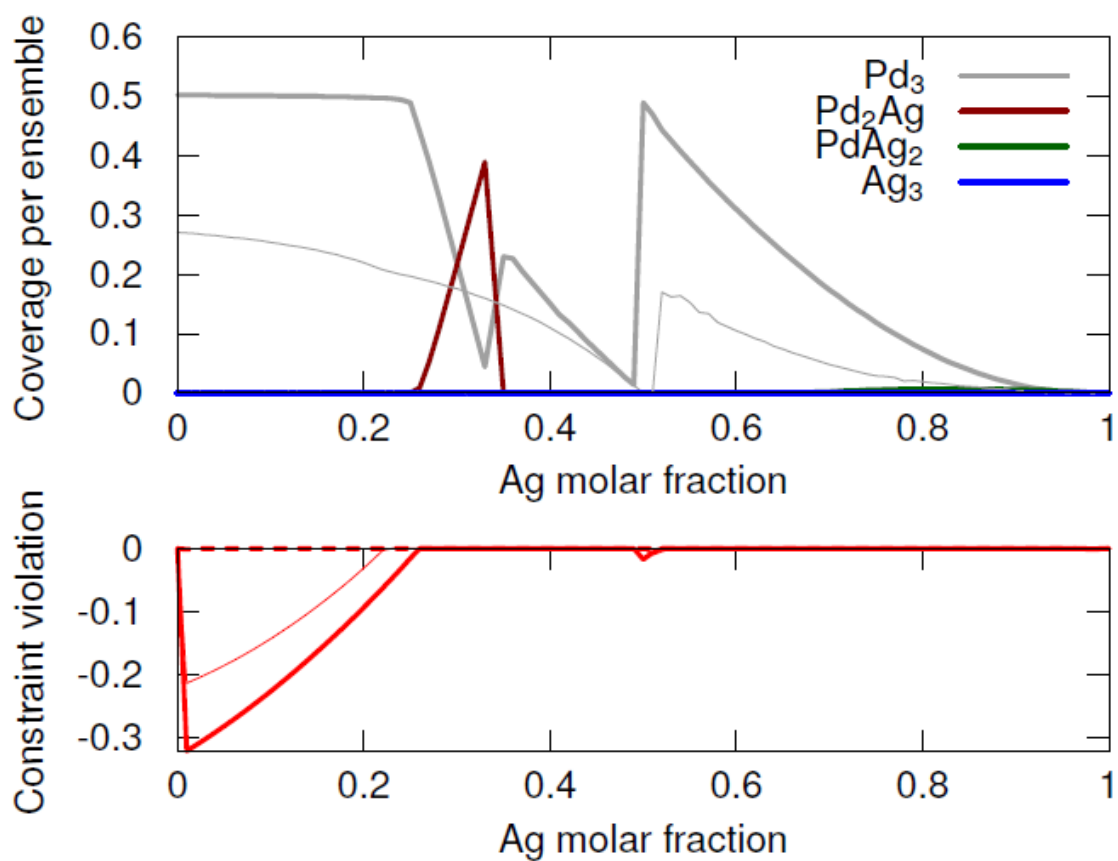 Coverage per ensemble
0.6
0.5
0.4
0.3
0.2
0.1
0
Pd₃
Pd₂Ag
PdAg₂
Ag₃
0 0.2 0.4 0.6 0.8 1
Ag molar fraction
Constraint violation
0
-0.1
-0.2
-0.3
0 0.2 0.4 0.6 0.8 1
Ag molar fraction